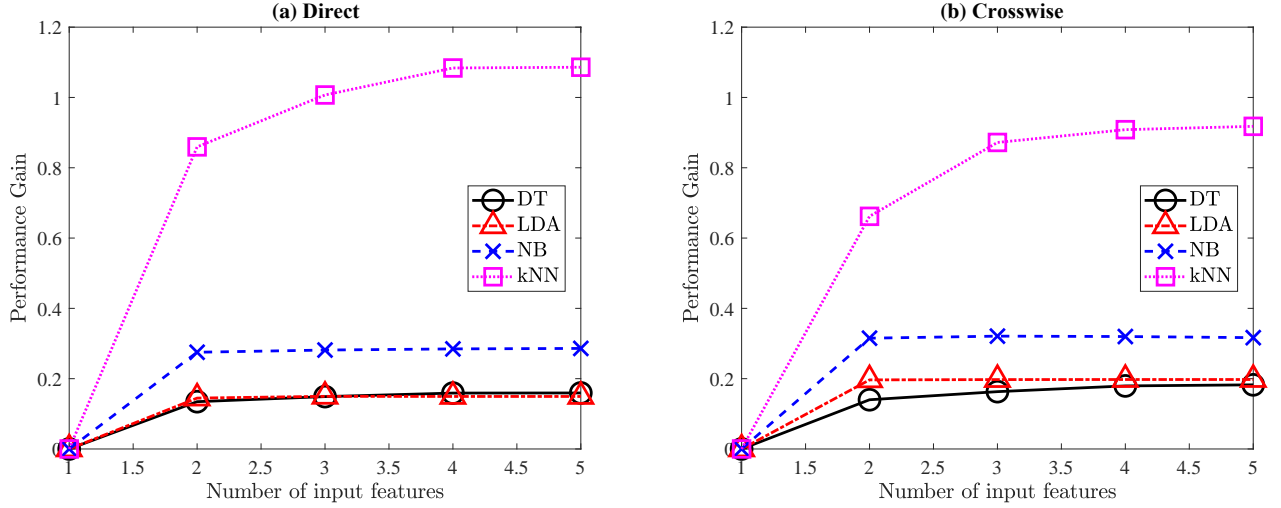 (a) Direct
1.2
1
0.8
0.6
0.4
0.2
0
Performance Gain
1 1.5 2 2.5 3 3.5 4 4.5 5
Number of input features
DT
LDA
NB
kNN
(b) Crosswise
1.2
1
0.8
0.6
0.4
0.2
0
Performance Gain
1 1.5 2 2.5 3 3.5 4 4.5 5
Number of input features
DT
LDA
NB
kNN